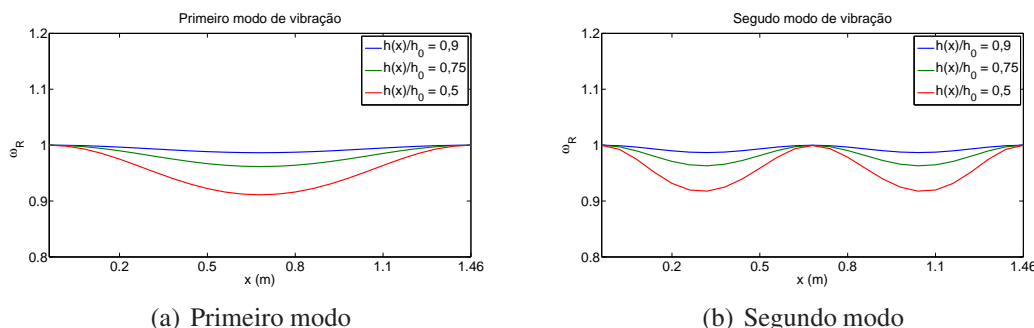 Primeiro modo de vibração
1.2
1.1
1
0.9
0.8
ω_R
h(x)/h_0 = 0,9
h(x)/h_0 = 0,75
h(x)/h_0 = 0,5
0.2 0.5 0.8 1.1 1.46
x (m)
(a) Primeiro modo
Segudo modo de vibração
1.2
1.1
1
0.9
0.8
ω_R
h(x)/h_0 = 0,9
h(x)/h_0 = 0,75
h(x)/h_0 = 0,5
0.2 0.5 0.8 1.1 1.46
x (m)
(b) Segundo modo